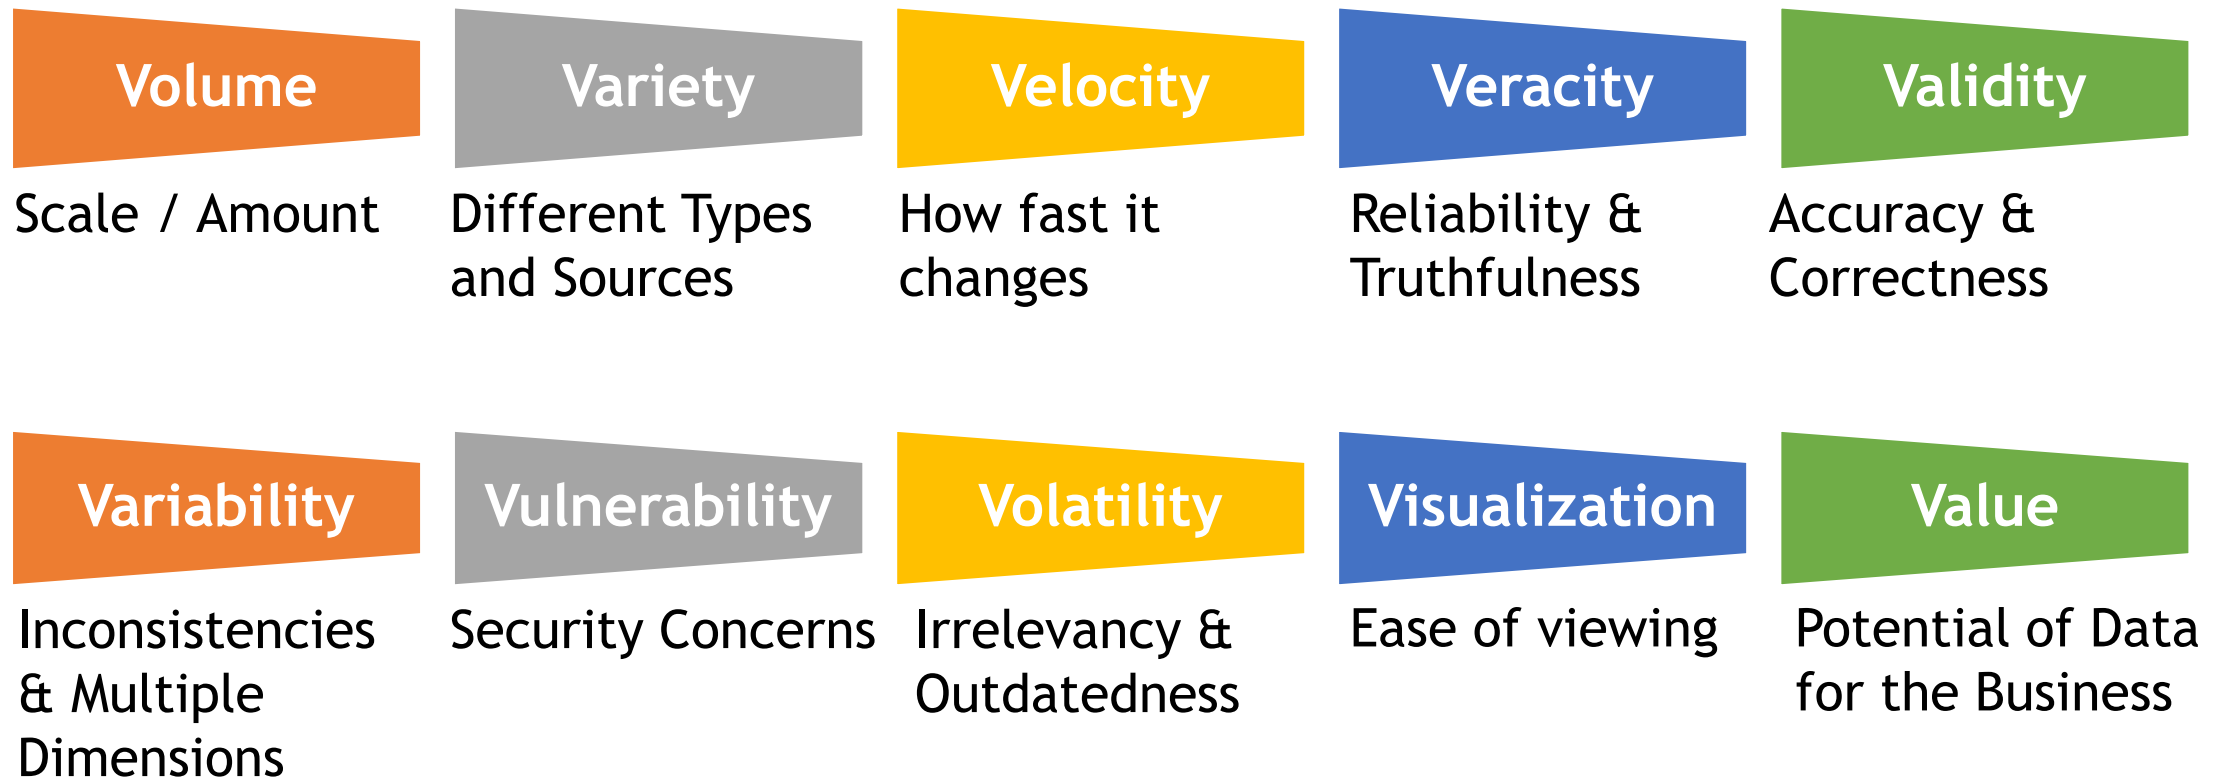 Volume
Scale / Amount
Variety
Different Types
and Sources
Velocity
How fast it
changes
Veracity
Reliability &
Truthfulness
Validity
Accuracy &
Correctness
Variability
Inconsistencies
& Multiple
Dimensions
Vulnerability
Security Concerns
Volatility
Irrelevancy &
Outdatedness
Visualization
Ease of viewing
Value
Potential of Data
for the Business